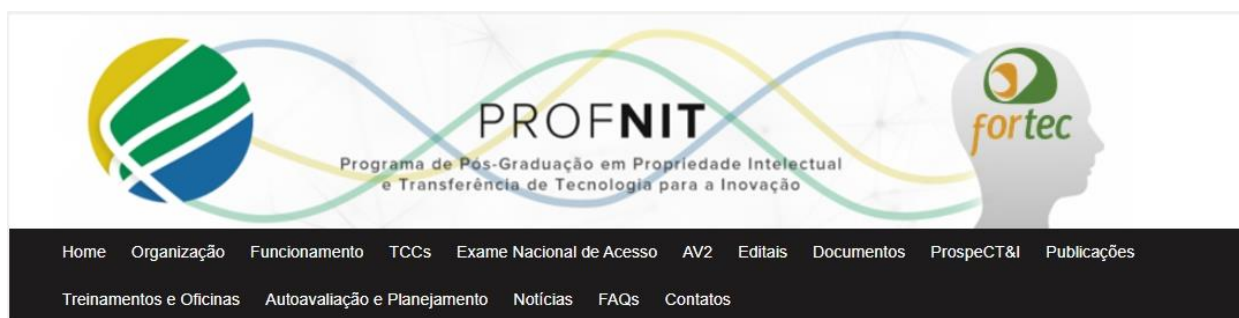 PROFNIT
Programa de Pós-Graduação em Propriedade Intelectual
e Transferência de Tecnologia para a Inovação
fortec
Home Organização Funcionamento TCCs Exame Nacional de Acesso AV2 Editais Documentos ProspeCT&I Publicações
Treinamentos e Oficinas Autoavaliação e Planejamento Notícias FAQs Contatos